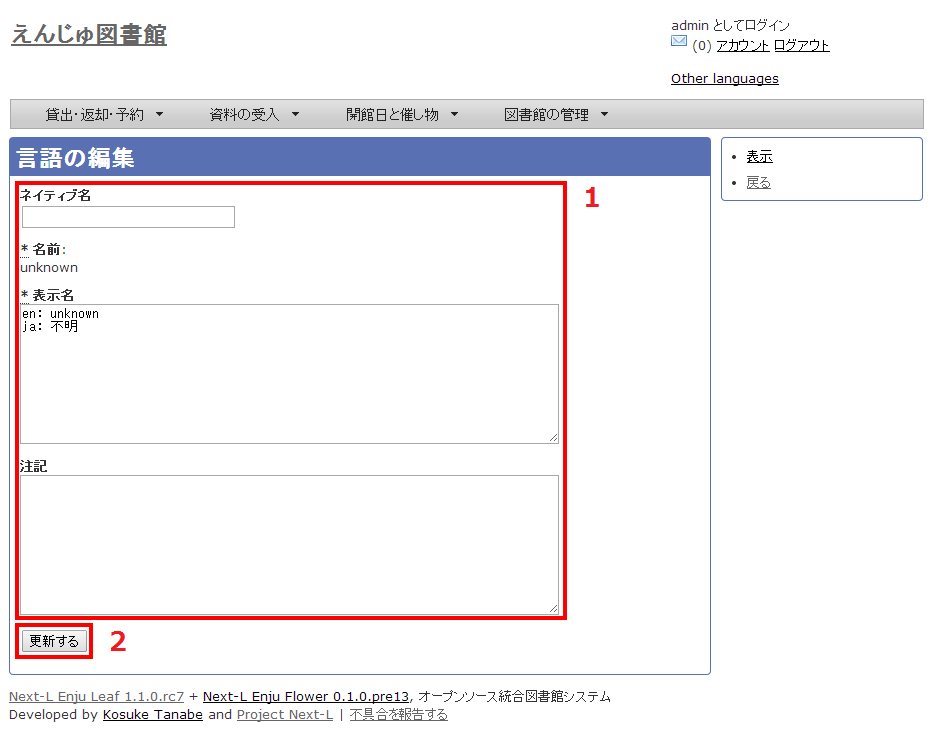 えんじゅ図書館
admin としてログイン
(0) アカウント ログアウト
Other languages
貸出・返却・予約 ▼ 資料の受入 ▼ 開館日と催し物 ▼ 図書館の管理 ▼
言語の編集
• 表示
• 戻る
ネイティブ名
1
* 名前:
unknown
* 表示名
en: unknown
ja: 不明
注記
更新する
2
Next-L Enju Leaf 1.1.0.rc7 + Next-L Enju Flower 0.1.0.pre13, オープンソース統合図書館システム
Developed by Kosuke Tanabe and Project Next-L | 不具合を報告する